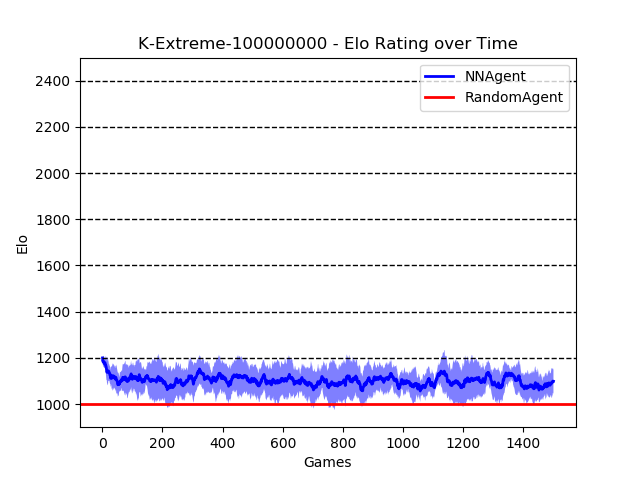 K-Extreme-100000000 - Elo Rating over Time
NNAgent
RandomAgent
2400
2200
2000
1800
1600
1400
1200
1000
Elo
0 200 400 600 800 1000 1200 1400
Games